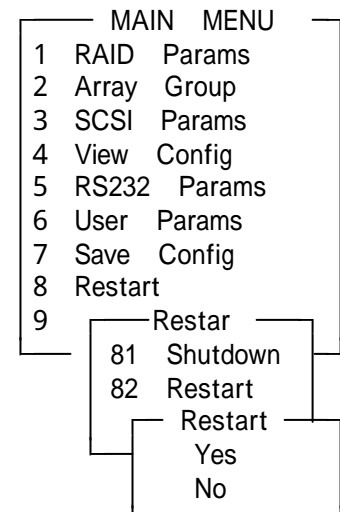 MAIN MENU
1 RAID Params
2 Array Group
3 SCSI Params
4 View Config
5 RS232 Params
6 User Params
7 Save Config
8 Restart
9 Restar
81 Shutdown
82 Restart
Restart
Yes
No